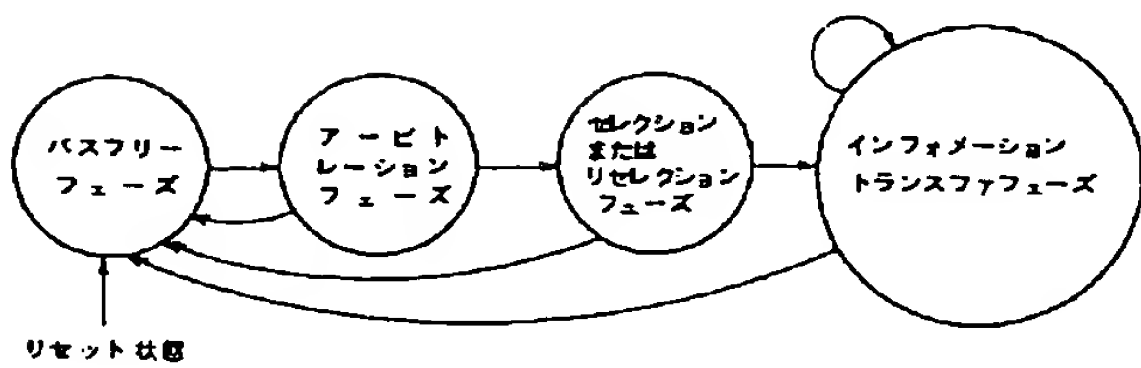 バスフリー
フェーズ
アービト
レーション
フェーズ
セレクション
または
リセレクション
フューズ
インフォメーション
トランスファフェーズ
リセット状態